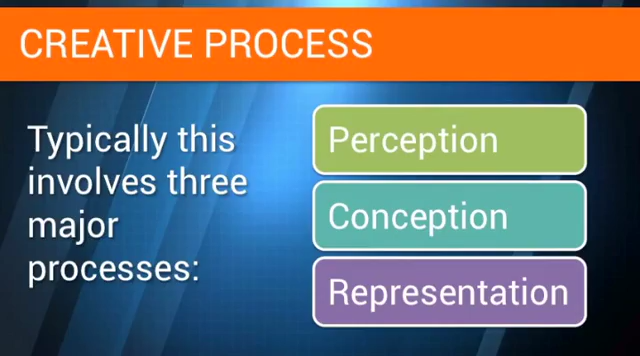 CREATIVE PROCESS
Typically this
involves three
major
processes:
Perception
Conception
Representation